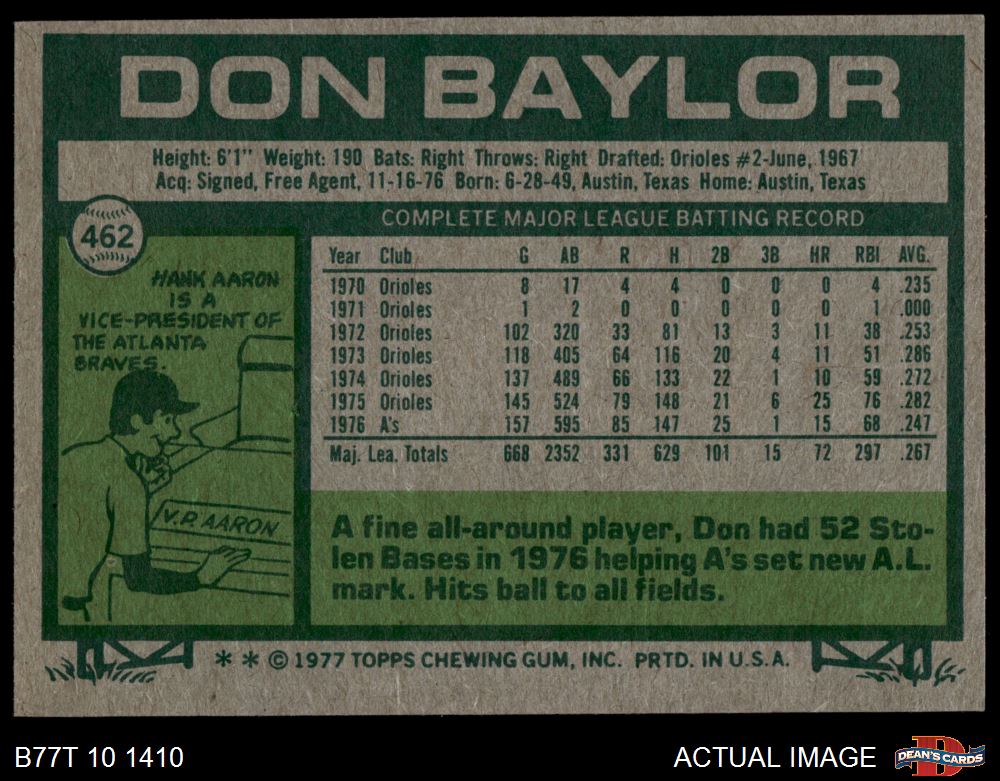 DON BAYLOR
Height: 6'1" Weight: 190 Bats: Right Throws: Right Drafted: Orioles #2-June, 1967
Acq: Signed, Free Agent, 11-16-76 Born: 6-28-49, Austin, Texas Home: Austin, Texas
462
COMPLETE MAJOR LEAGUE BATTING RECORD
HANK AARON
IS A
VICE-PRESIDENT OF
THE ATLANTA
BRAVES.
V.P. AARON
Year Club G AB R H 2B 3B HR RBI AVG.
1970 Orioles 8 17 4 4 0 0 0 4 .235
1971 Orioles 1 2 0 0 0 0 0 1 .000
1972 Orioles 102 320 33 81 13 3 11 38 .253
1973 Orioles 118 405 64 116 20 4 11 51 .286
1974 Orioles 137 489 66 133 22 1 10 59 .272
1975 Orioles 145 524 79 148 21 6 25 76 .282
1976 A's 157 595 85 147 25 1 15 68 .247
Maj. Lea. Totals 668 2352 331 629 101 15 72 297 .267
A fine all-around player, Don had 52 Sto-
len Bases in 1976 helping A's set new A.L.
mark. Hits ball to all fields.
* * © 1977 TOPPS CHEWING GUM, INC. PRTD. IN U.S.A.
B77T 10 1410
ACTUAL IMAGE
D
DEAN'S CARDS